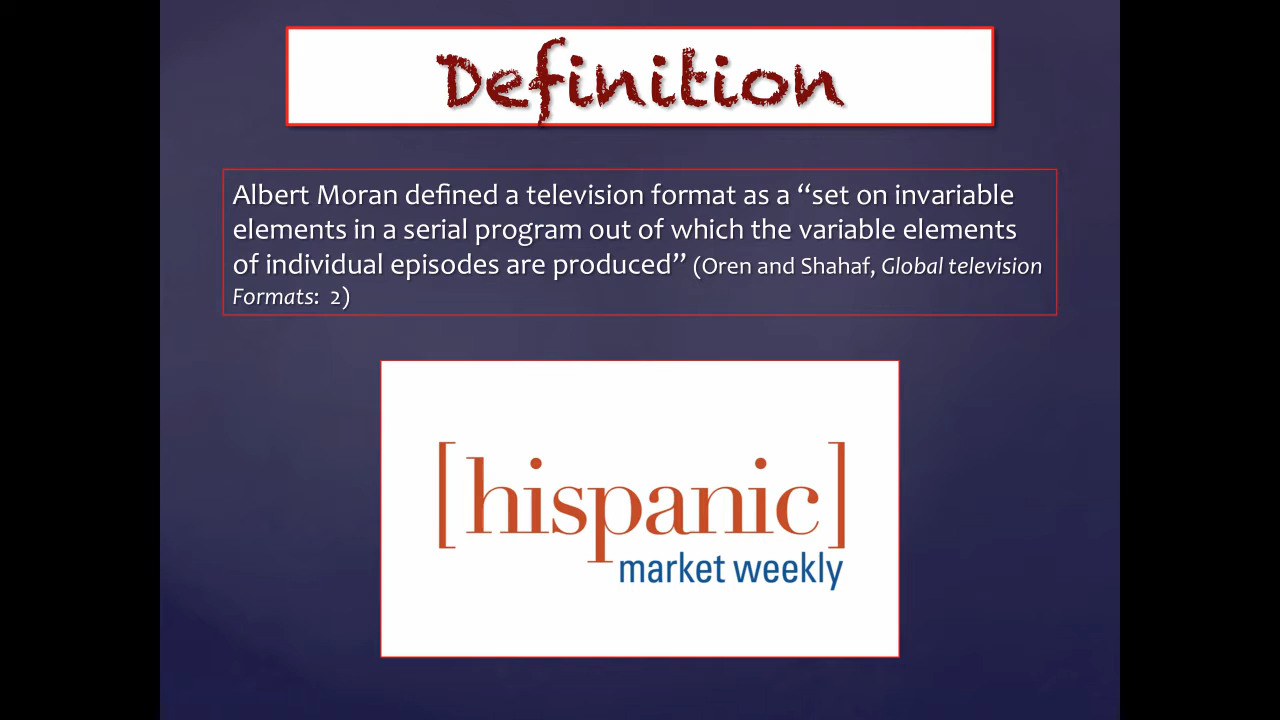 Definition
Albert Moran defined a television format as a “set on invariable
elements in a serial program out of which the variable elements
of individual episodes are produced” (Oren and Shahaf, Global television
Formats: 2)
[hispanic]
market weekly